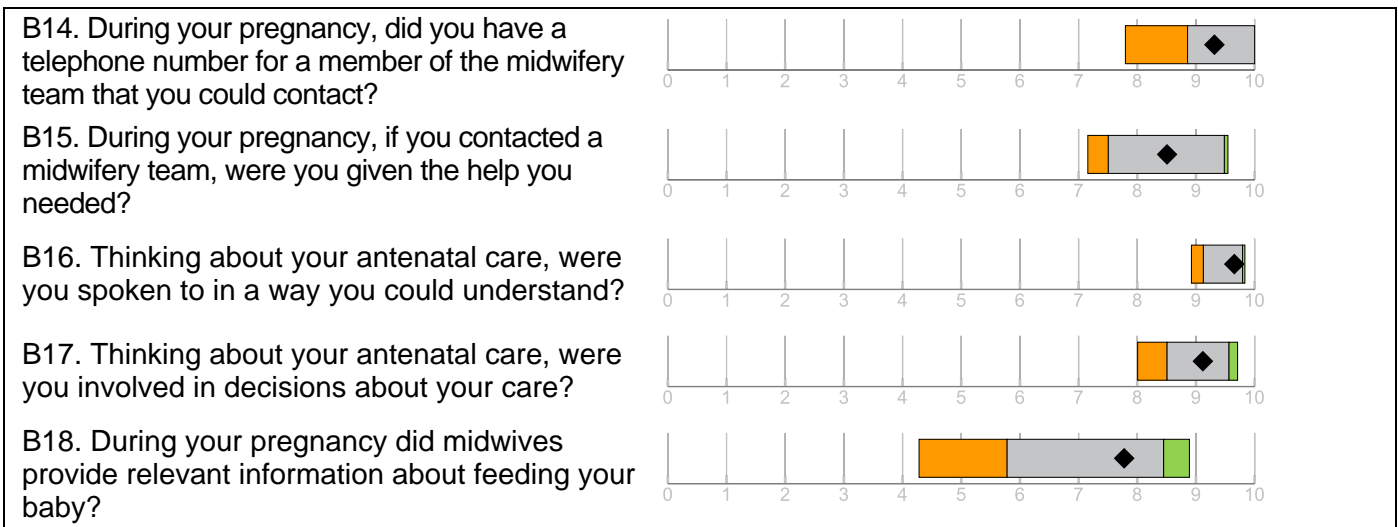 B14. During your pregnancy, did you have a
telephone number for a member of the midwifery
team that you could contact?
0 1 2 3 4 5 6 7 8 9 10
B15. During your pregnancy, if you contacted a
midwifery team, were you given the help you
needed?
0 1 2 3 4 5 6 7 8 9 10
B16. Thinking about your antenatal care, were
you spoken to in a way you could understand?
0 1 2 3 4 5 6 7 8 9 10
B17. Thinking about your antenatal care, were
you involved in decisions about your care?
0 1 2 3 4 5 6 7 8 9 10
B18. During your pregnancy did midwives
provide relevant information about feeding your
baby?
0 1 2 3 4 5 6 7 8 9 10